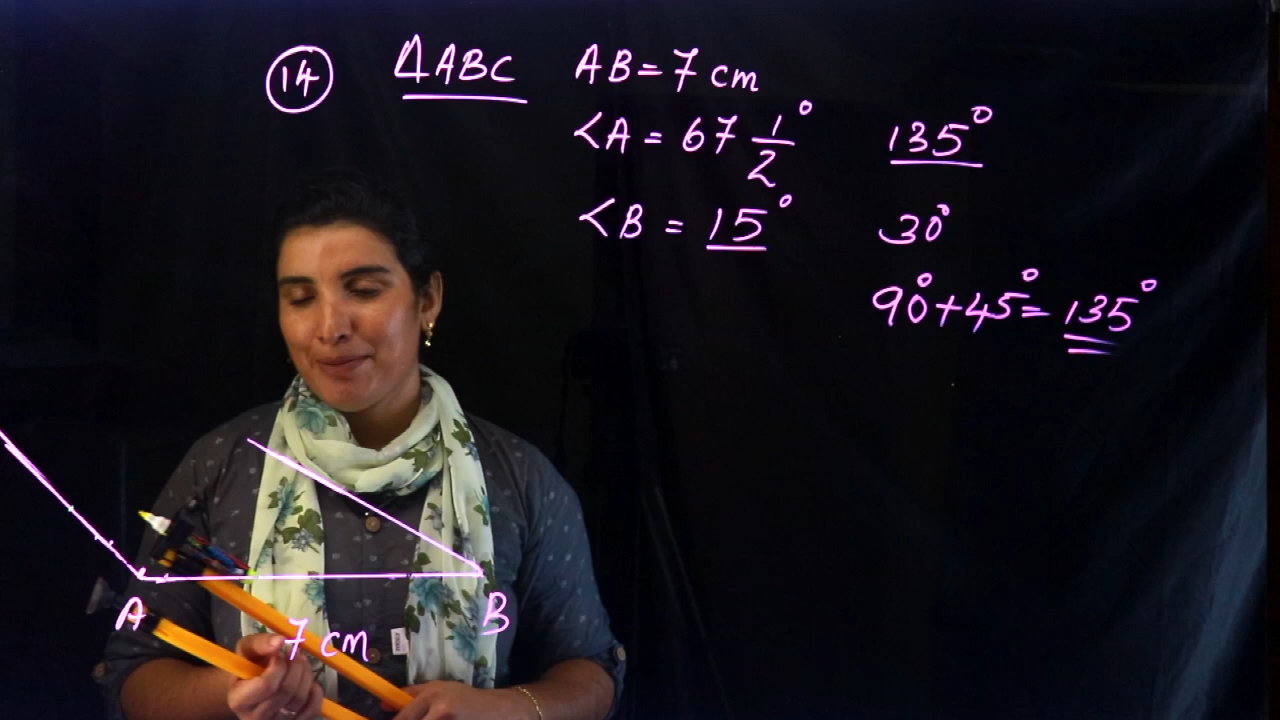 14 ΔABC AB = 7 cm
<A = 67 1/2° 135°
<B = 15° 30°
90° + 45° = 135°
A B
7 cm